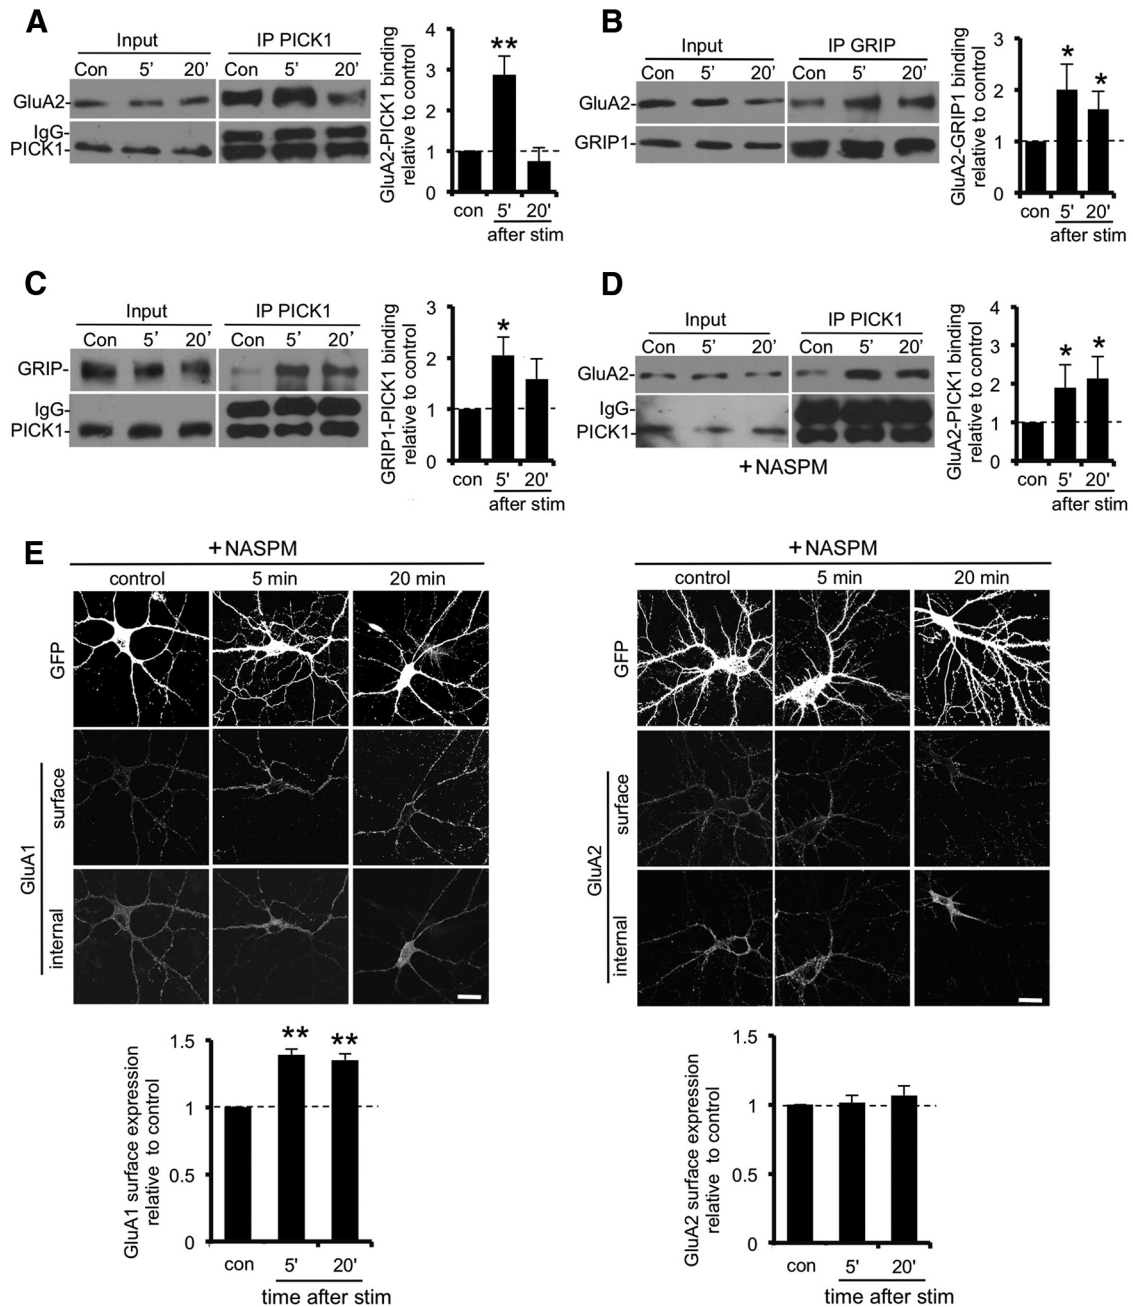 A
Input
IP PICK1
Con 5’ 20’ Con 5’ 20’
GluA2-
IgG-
PICK1-
GluA2-PICK1 binding
relative to control
4
3
2
1
0
**
con 5' 20'
after stim
B
Input
IP GRIP
Con 5’ 20’ Con 5’ 20’
GluA2-
GRIP1-
GluA2-GRIP1 binding
relative to control
3
2
1
0
* *
con 5' 20'
after stim
C
Input
IP PICK1
Con 5’ 20’ Con 5’ 20’
GRIP-
IgG-
PICK1-
GRIP1-PICK1 binding
relative to control
3
2
1
0
*
con 5' 20'
after stim
D
Input
IP PICK1
Con 5’ 20’ Con 5’ 20’
GluA2-
IgG-
PICK1-
+NASPM
GluA2-PICK1 binding
relative to control
4
3
2
1
0
* *
con 5' 20'
after stim
E
+NASPM
control 5 min 20 min
GFP
GluA1
surface
internal
GluA1 surface expression
relative to control
1.5
1
0.5
0
** **
con 5' 20'
time after stim
+NASPM
control 5 min 20 min
GFP
GluA2
surface
internal
GluA2 surface expression
relative to control
1.5
1
0.5
0
con 5' 20'
time after stim